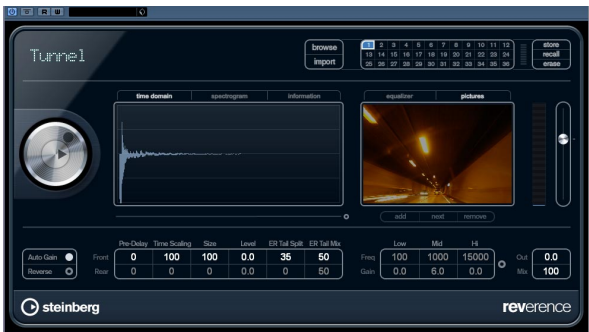 R W
Tunnel
browse
import
1 2 3 4 5 6 7 8 9 10 11 12
13 14 15 16 17 18 19 20 21 22 23 24
25 26 27 28 29 30 31 32 33 34 35 36
store
recall
erase
time domain spectrogram information
equalizer pictures
add next remove
Pre-Delay Time Scaling Size Level ER Tail Split ER Tail Mix
Low Mid Hi
Auto Gain Front 0 100 100 0.0 35 50
Freq 100 1000 15000 Out 0.0
Reverse Rear 0 0 0 0.0 0 50
Gain 0.0 6.0 0.0 Mix 100
steinberg
reverence